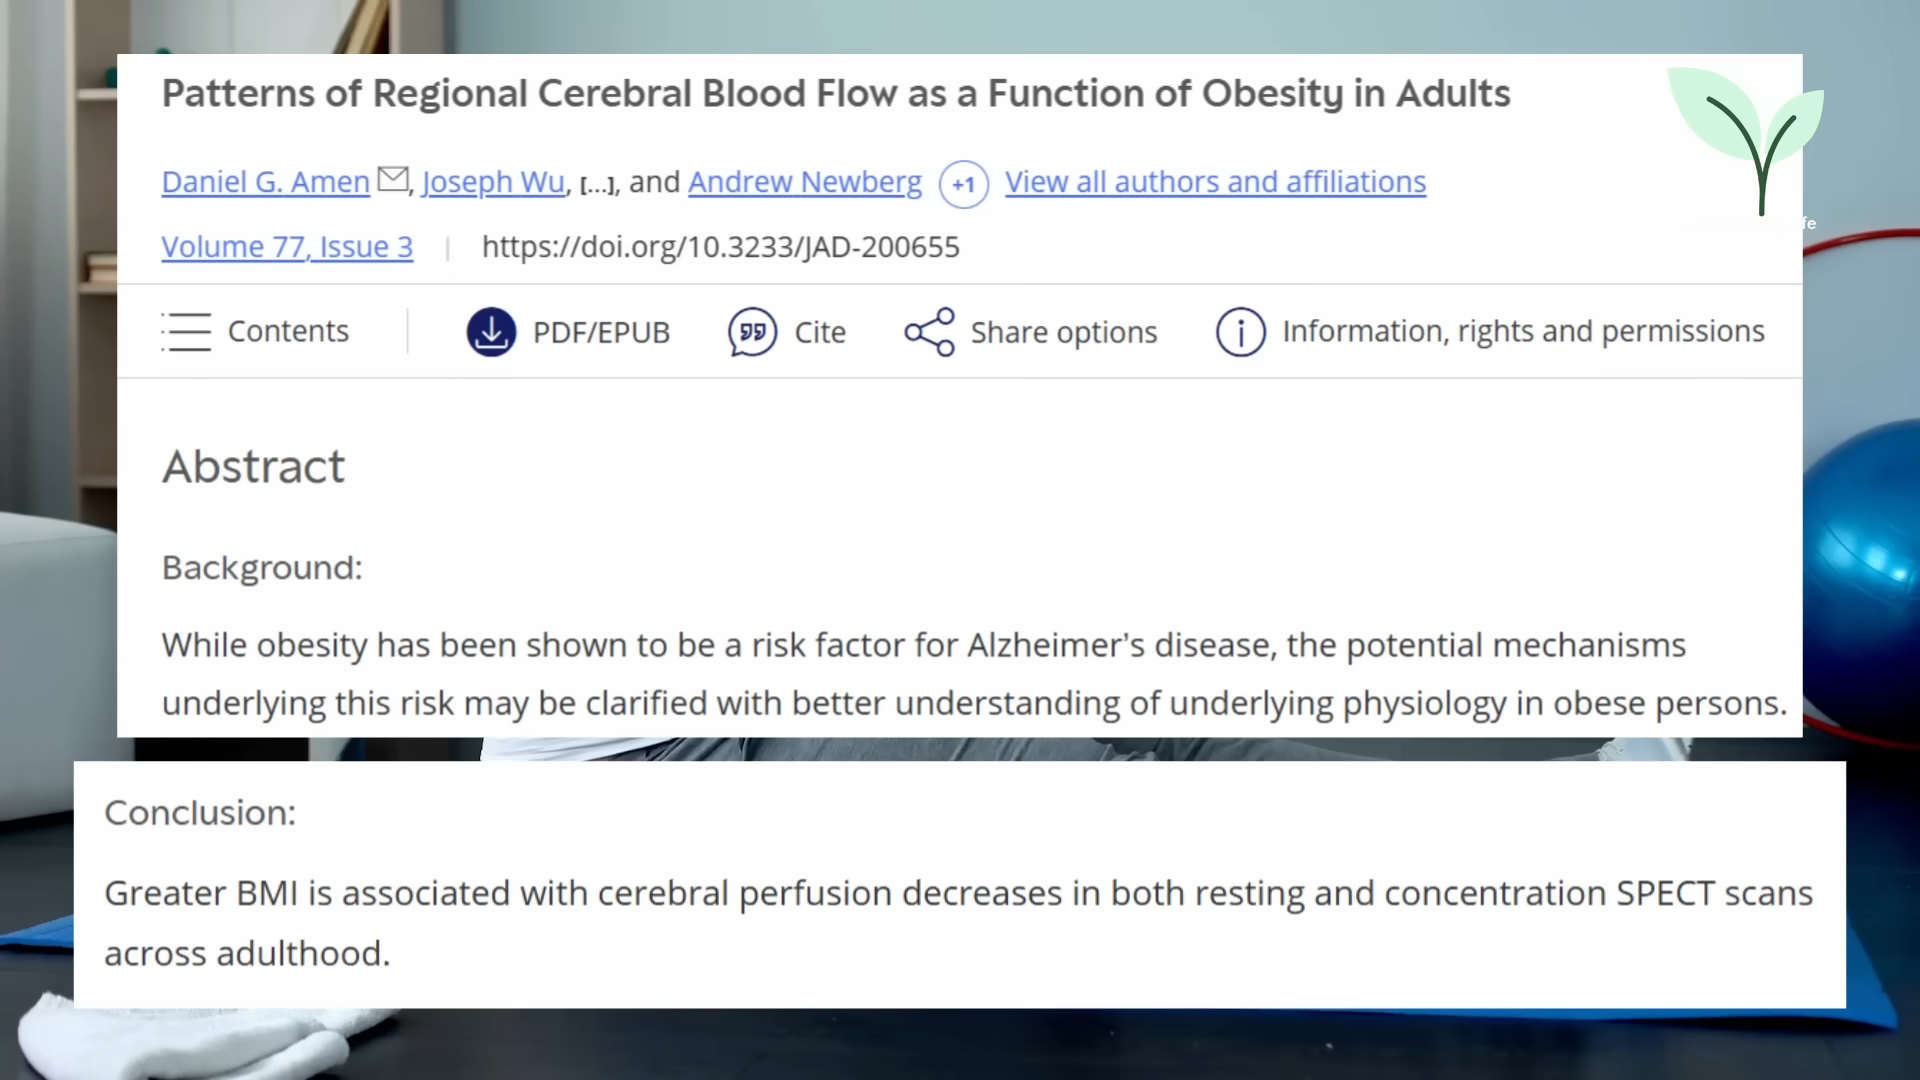 Patterns of Regional Cerebral Blood Flow as a Function of Obesity in Adults
Daniel G. Amen, Joseph Wu, [...], and Andrew Newberg +1 View all authors and affiliations
Volume 77, Issue 3 | https://doi.org/10.3233/JAD-200655
Contents PDF/EPUB Cite Share options Information, rights and permissions
Abstract
Background:
While obesity has been shown to be a risk factor for Alzheimer’s disease, the potential mechanisms
underlying this risk may be clarified with better understanding of underlying physiology in obese persons.
Conclusion:
Greater BMI is associated with cerebral perfusion decreases in both resting and concentration SPECT scans
across adulthood.